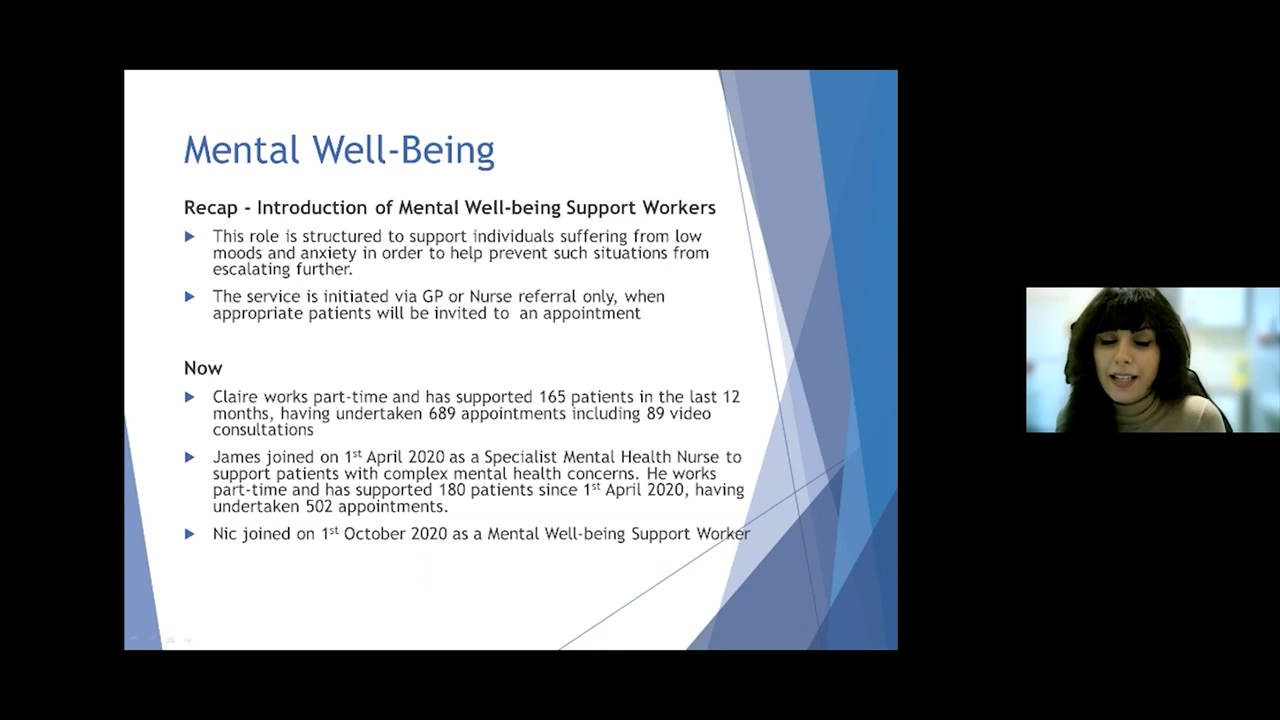 Mental Well-Being
Recap - Introduction of Mental Well-being Support Workers
This role is structured to support individuals suffering from low
moods and anxiety in order to help prevent such situations from
escalating further.
The service is initiated via GP or Nurse referral only, when
appropriate patients will be invited to an appointment
Now
Claire works part-time and has supported 165 patients in the last 12
months, having undertaken 689 appointments including 89 video
consultations
James joined on 1st April 2020 as a Specialist Mental Health Nurse to
support patients with complex mental health concerns. He works
part-time and has supported 180 patients since 1st April 2020, having
undertaken 502 appointments.
Nic joined on 1st October 2020 as a Mental Well-being Support Worker